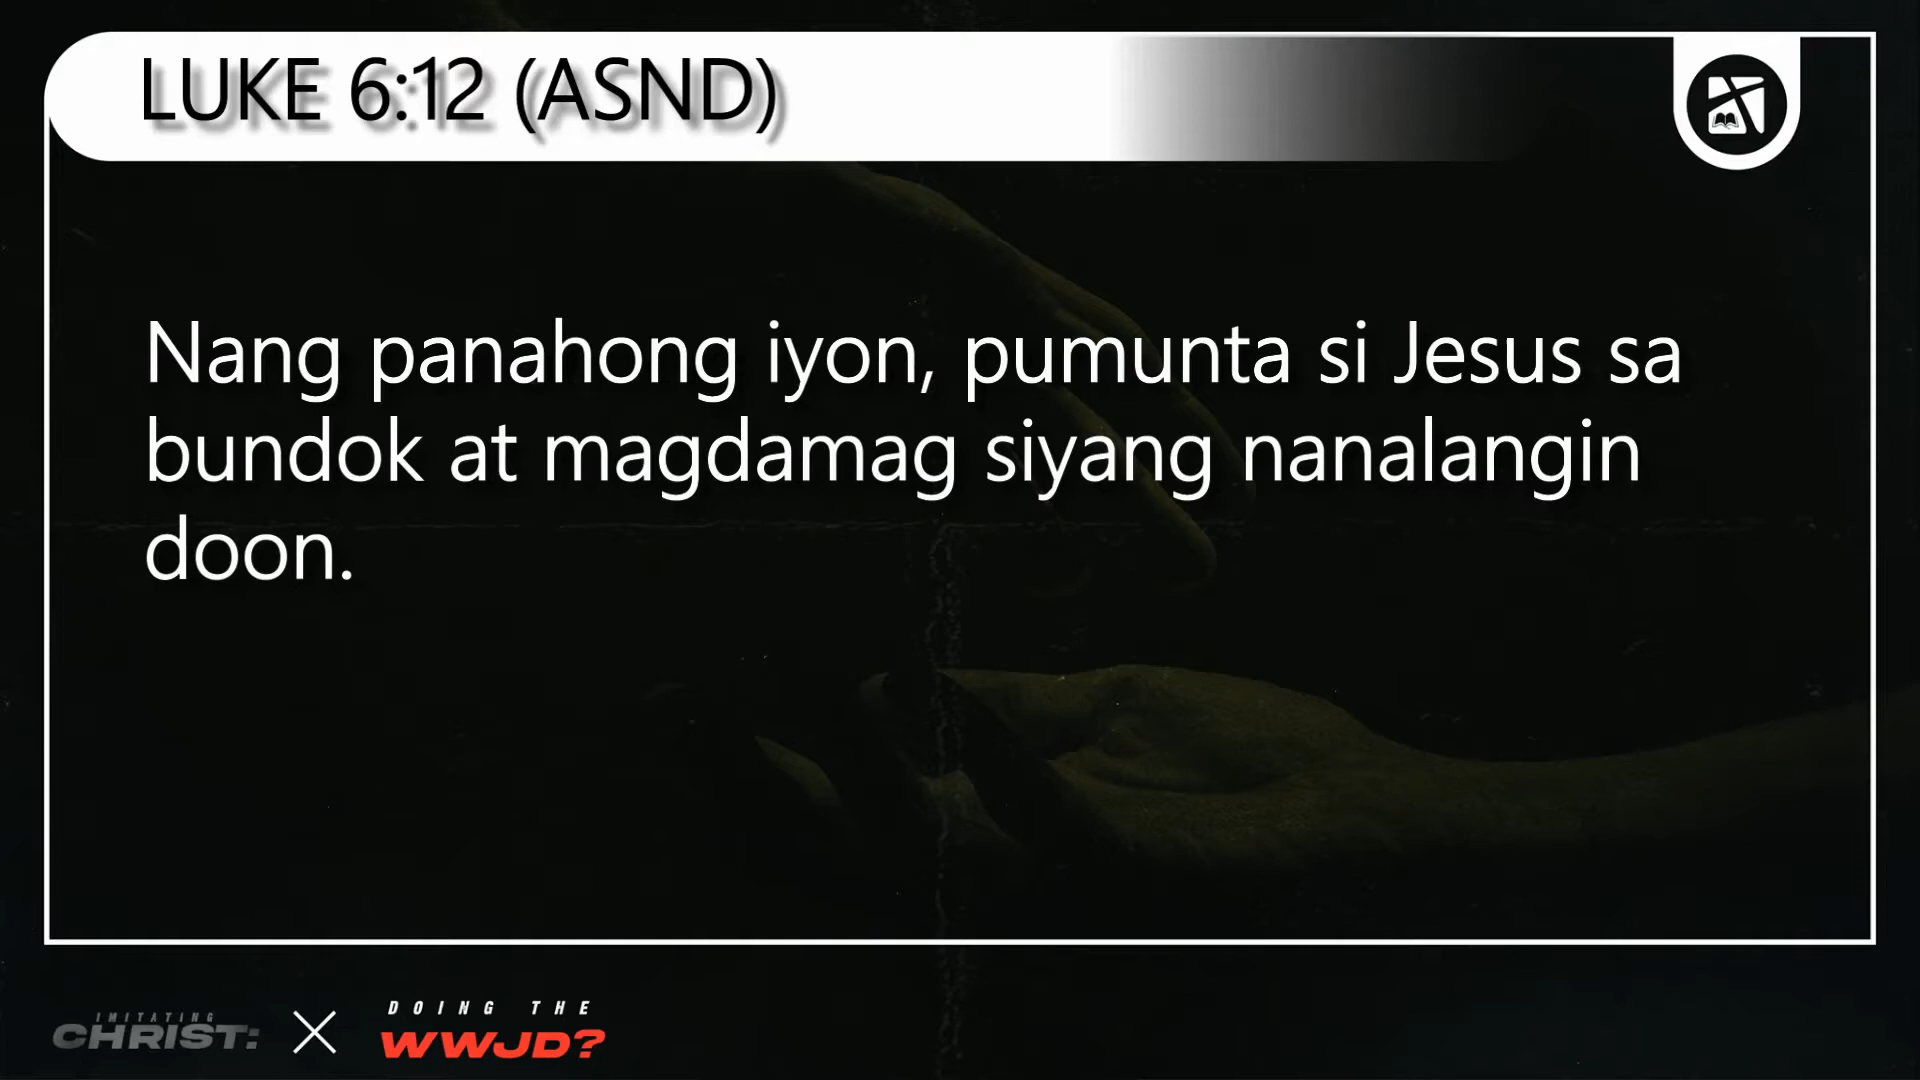 LUKE 6:12 (ASND)
Nang panahong iyon, pumunta si Jesus sa
bundok at magdamag siyang nanalangin
doon.
IMITATING
CHRIST:
DOING THE
WWJD?